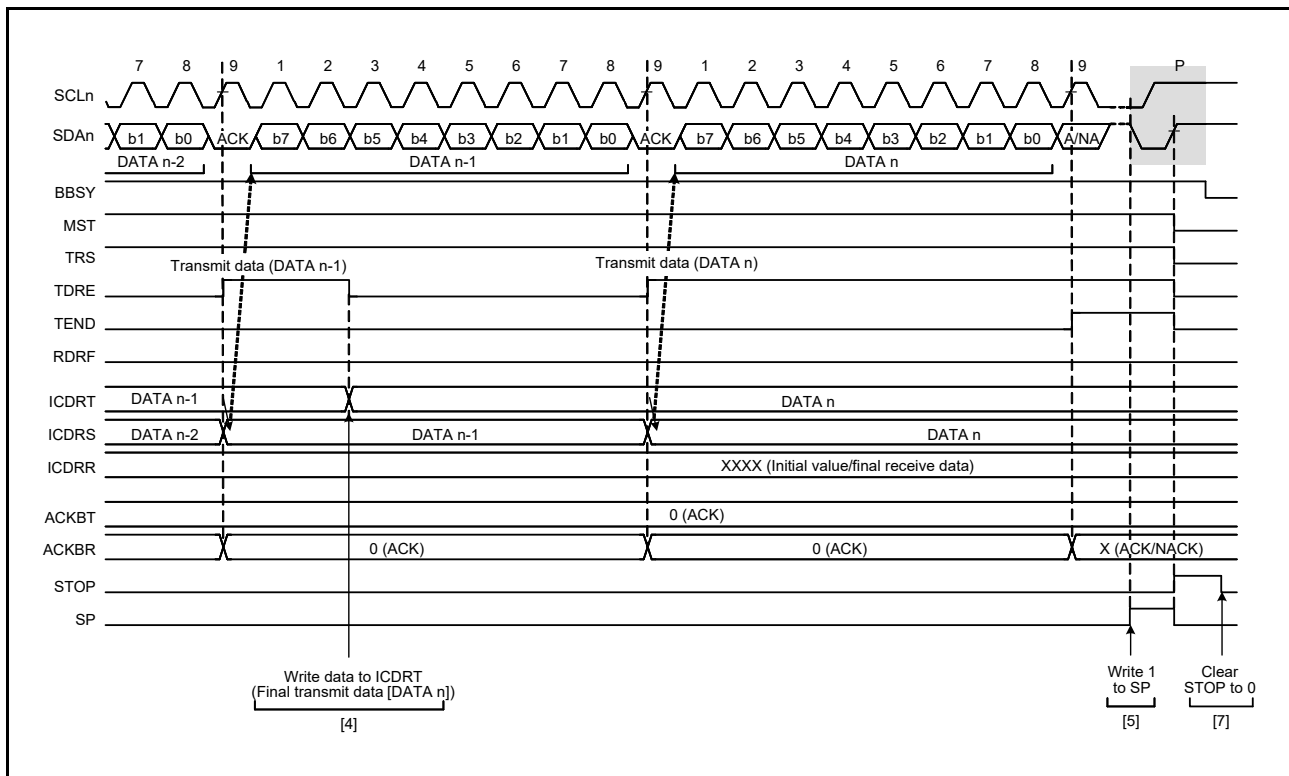 7 8 9 1 2 3 4 5 6 7 8 9 1 2 3 4 5 6 7 8 9 P
SCLn
SDAn b1 b0 ACK b7 b6 b5 b4 b3 b2 b1 b0 ACK b7 b6 b5 b4 b3 b2 b1 b0 A/NA
DATA n-2 DATA n-1 DATA n
BBSY
MST
TRS
Transmit data (DATA n-1) Transmit data (DATA n)
TDRE
TEND
RDRF
ICDRT DATA n-1 DATA n
ICDRS DATA n-2 DATA n-1 DATA n
ICDRR XXXX (Initial value/final receive data)
ACKBT 0 (ACK)
ACKBR 0 (ACK) 0 (ACK) X (ACK/NACK)
STOP
SP
Write data to ICDRT
(Final transmit data [DATA n])
[4]
Write 1
to SP
[5]
Clear
STOP to 0
[7]